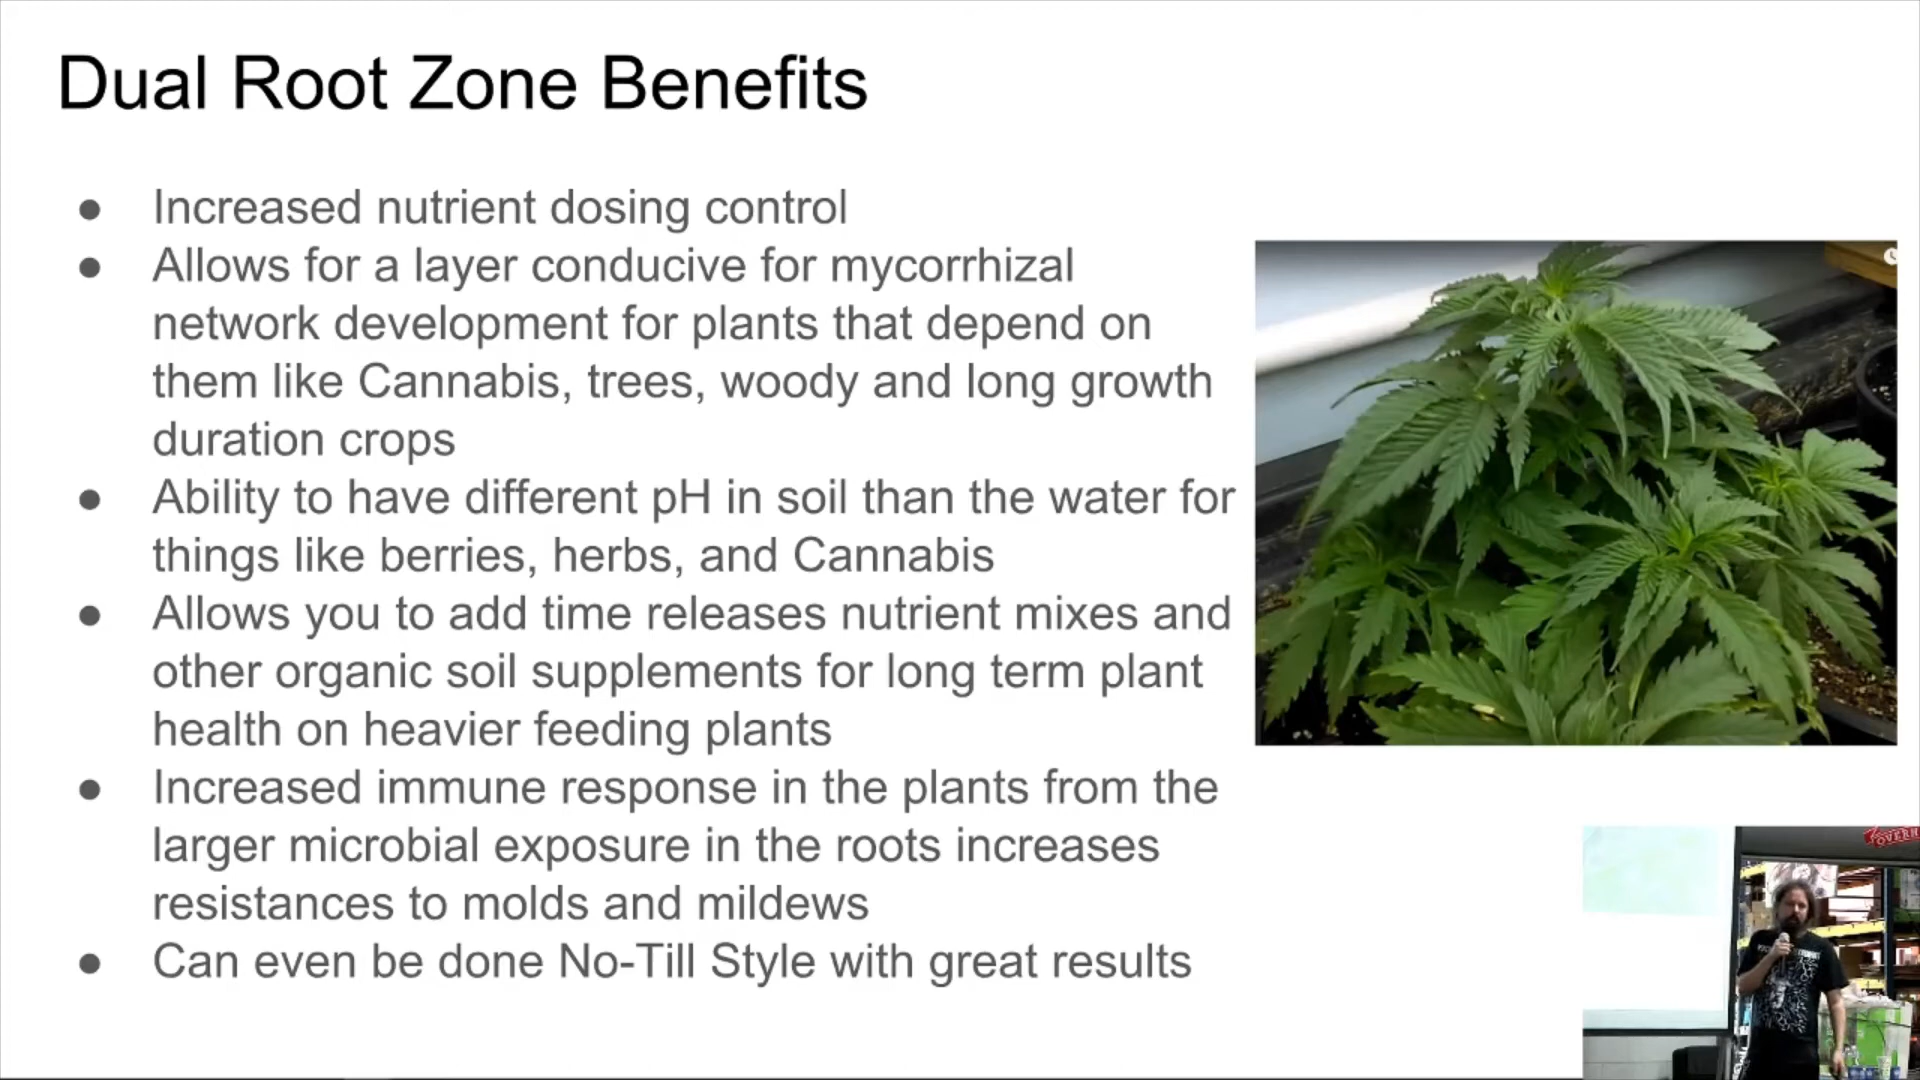 Dual Root Zone Benefits
● Increased nutrient dosing control
● Allows for a layer conducive for mycorrhizal
network development for plants that depend on
them like Cannabis, trees, woody and long growth
duration crops
● Ability to have different pH in soil than the water for
things like berries, herbs, and Cannabis
● Allows you to add time releases nutrient mixes and
other organic soil supplements for long term plant
health on heavier feeding plants
● Increased immune response in the plants from the
larger microbial exposure in the roots increases
resistances to molds and mildews
● Can even be done No-Till Style with great results